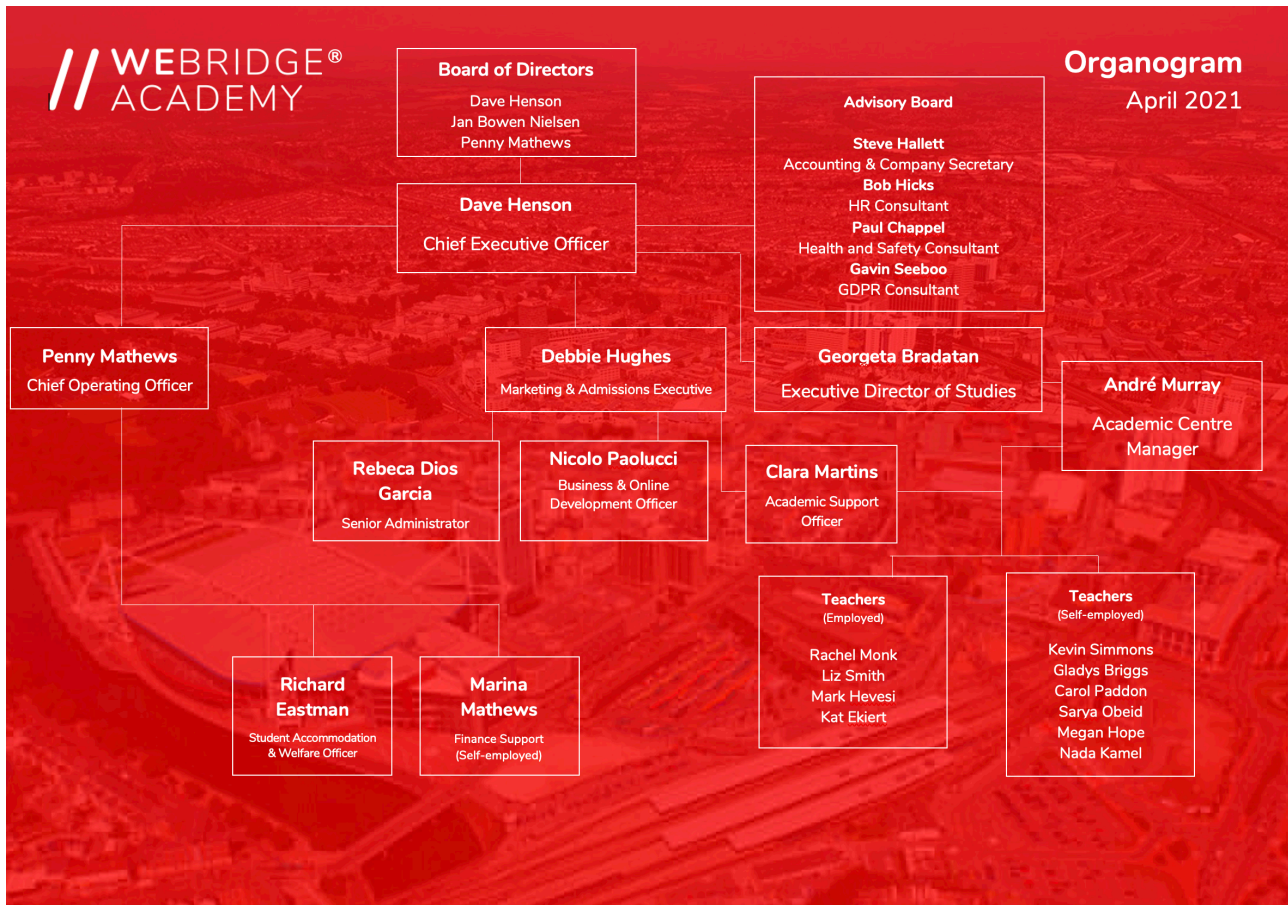 WEBRIDGE®
ACADEMY
Organogram
April 2021
Board of Directors
Dave Henson
Jan Bowen Nielsen
Penny Mathews
Advisory Board
Steve Hallett
Accounting & Company Secretary
Bob Hicks
HR Consultant
Paul Chappel
Health and Safety Consultant
Gavin Seeboo
GDPR Consultant
Dave Henson
Chief Executive Officer
Penny Mathews
Chief Operating Officer
Debbie Hughes
Marketing & Admissions Executive
Georgeta Bradatan
Executive Director of Studies
André Murray
Academic Centre
Manager
Rebeca Dios
Garcia
Senior Administrator
Nicolo Paolucci
Business & Online
Development Officer
Clara Martins
Academic Support
Officer
Teachers
(Employed)
Rachel Monk
Liz Smith
Mark Hevesi
Kat Ekiert
Teachers
(Self-employed)
Kevin Simmons
Gladys Briggs
Carol Paddon
Sarya Obeid
Megan Hope
Nada Kamel
Richard
Eastman
Student Accommodation
& Welfare Officer
Marina
Mathews
Finance Support
(Self-employed)